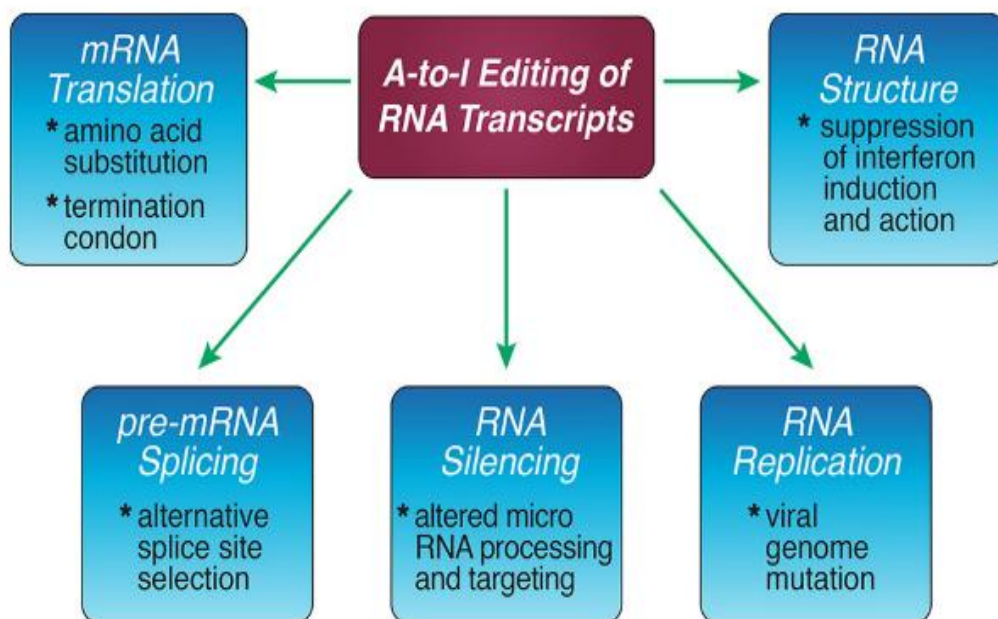 mRNA
Translation
* amino acid
substitution
* termination
condon
A-to-I Editing of
RNA Transcripts
RNA
Structure
* suppression
of interferon
induction
and action
pre-mRNA
Splicing
* alternative
splice site
selection
RNA
Silencing
* altered micro
RNA processing
and targeting
RNA
Replication
* viral
genome
mutation